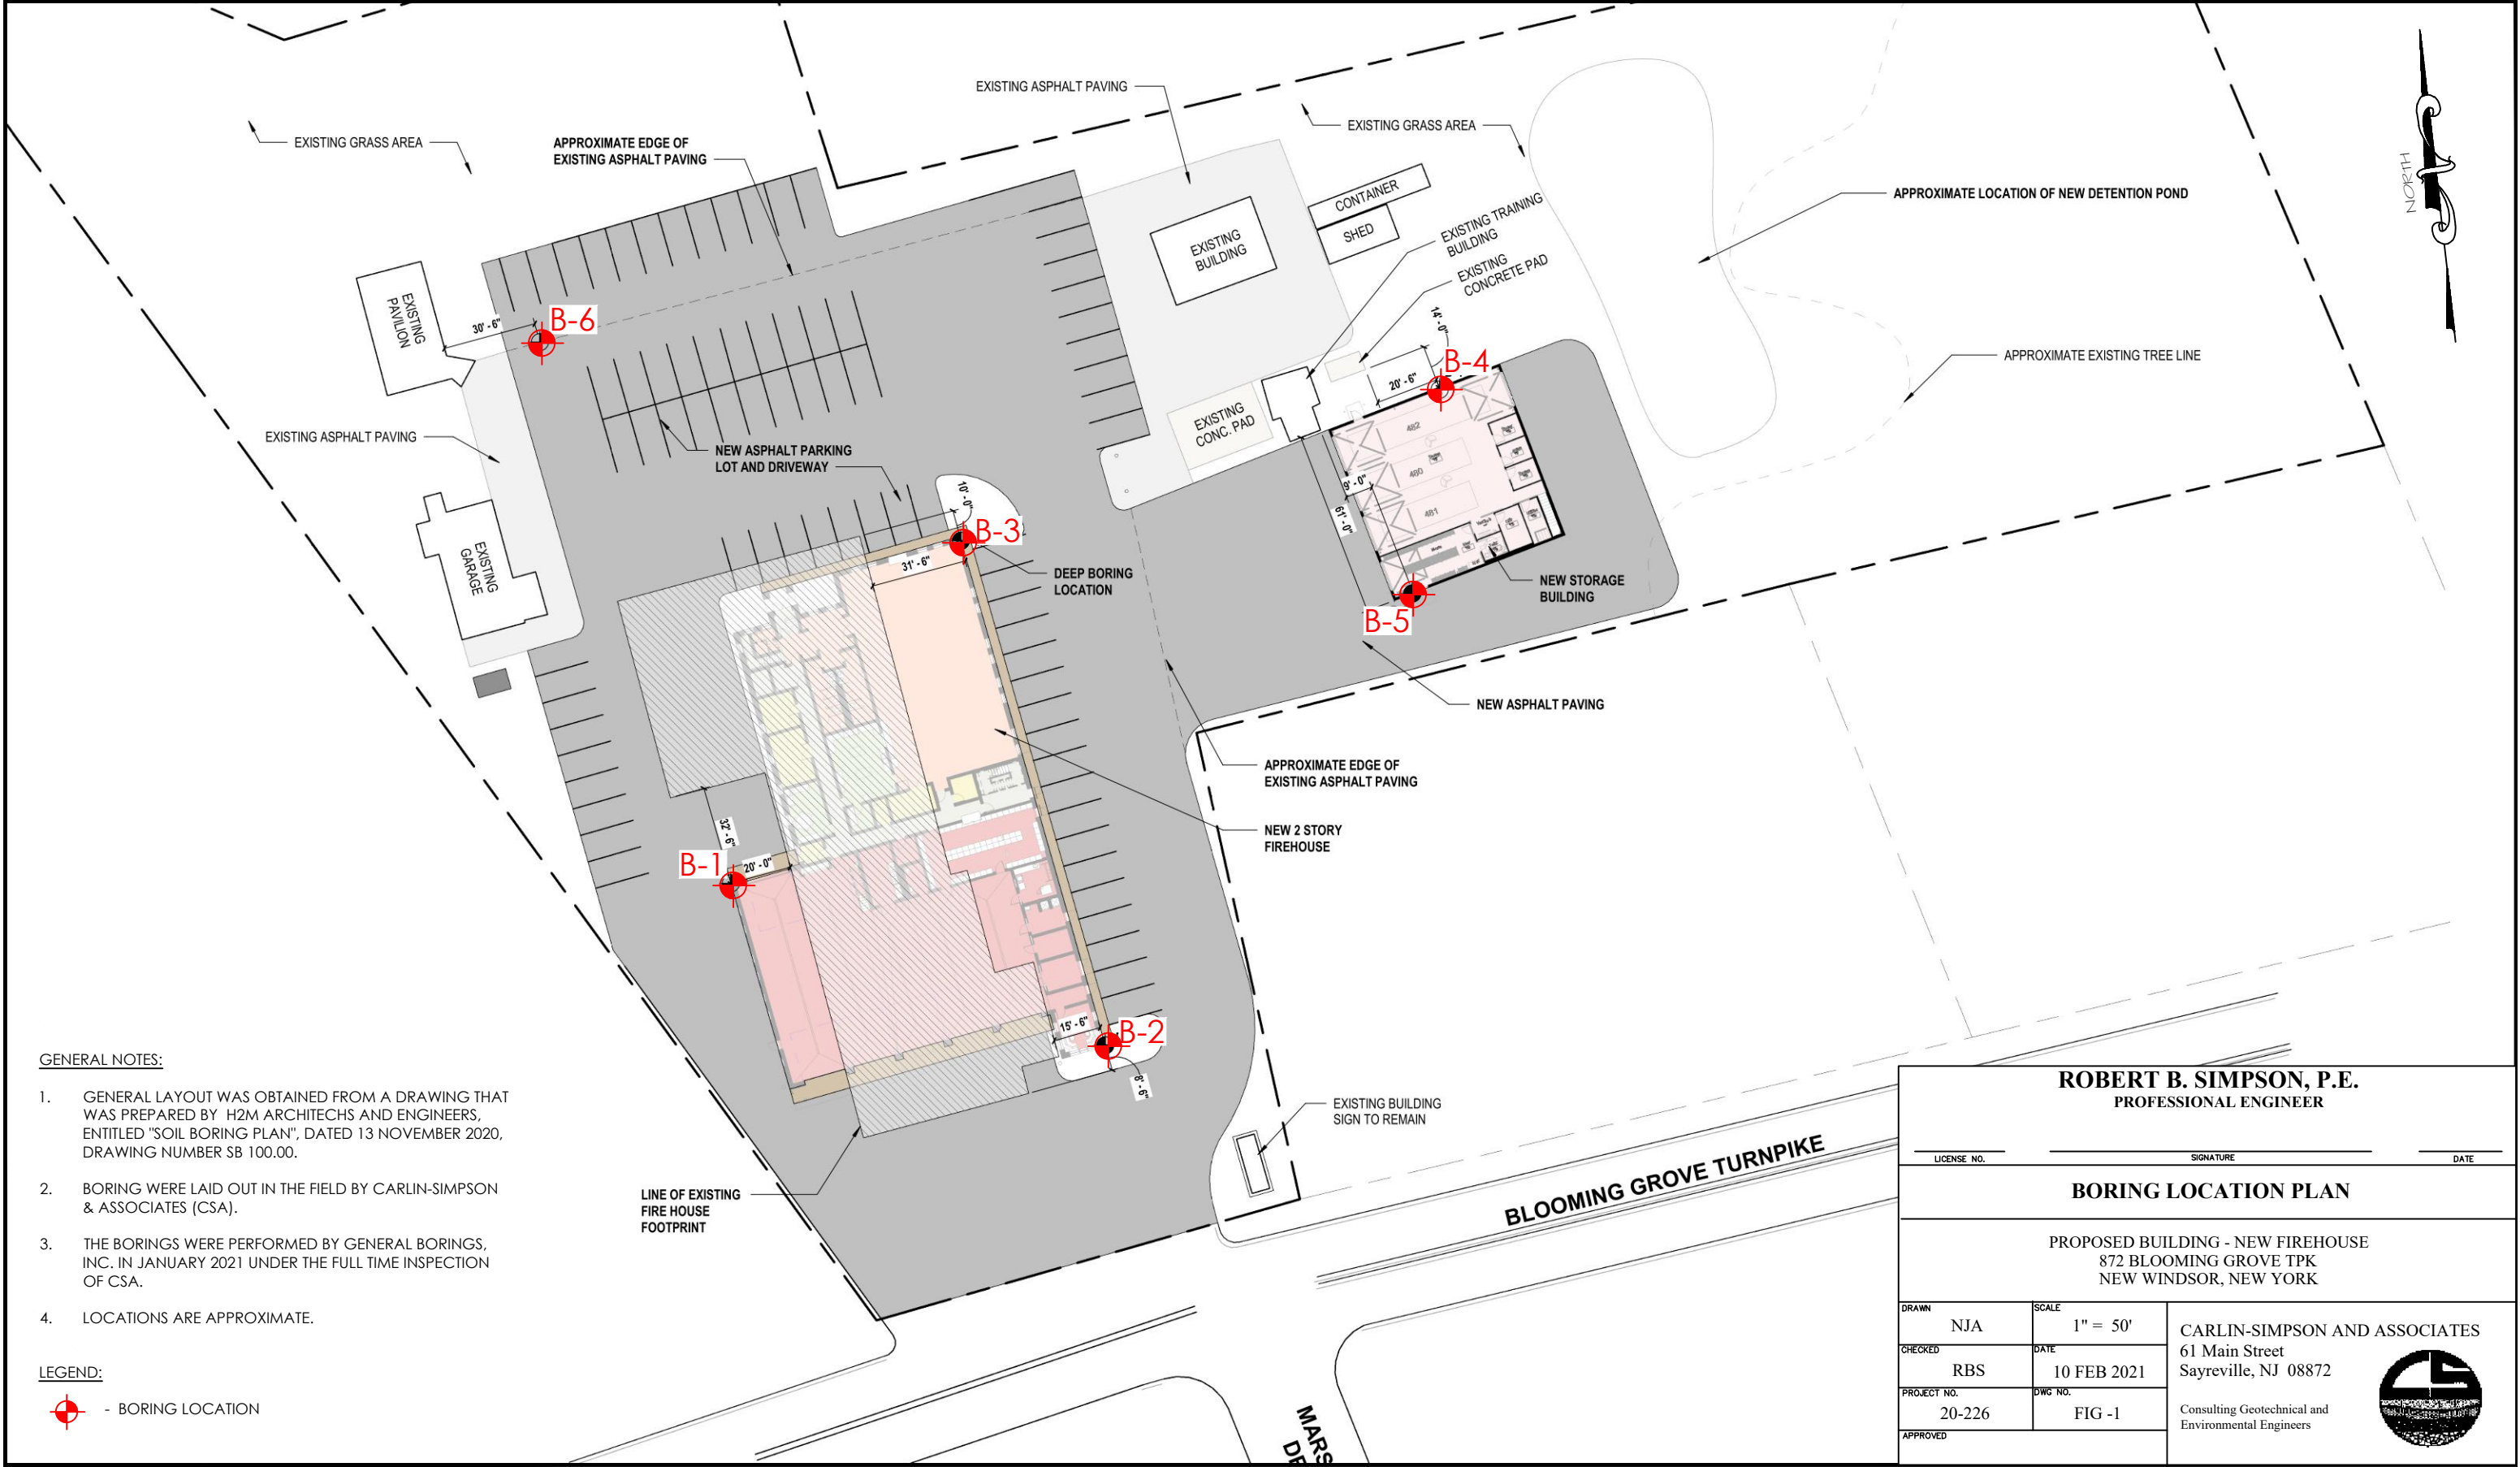 EXISTING ASPHALT PAVING
EXISTING GRASS AREA
EXISTING GRASS AREA
APPROXIMATE EDGE OF
EXISTING ASPHALT PAVING
CONTAINER
SHED
EXISTING
BUILDING
EXISTING TRAINING
BUILDING
EXISTING
CONCRETE PAD
APPROXIMATE LOCATION OF NEW DETENTION POND
NORTH
EXISTING
PAVILION
30' - 6"
B-6
14' - 0"
B-4
20' - 6"
APPROXIMATE EXISTING TREE LINE
EXISTING
CONC. PAD
EXISTING ASPHALT PAVING
NEW ASPHALT PARKING
LOT AND DRIVEWAY
482
480
481
9' - 0"
61' - 0"
10' - 0"
B-3
31' - 6"
DEEP BORING
LOCATION
EXISTING
GARAGE
NEW STORAGE
BUILDING
B-5
NEW ASPHALT PAVING
APPROXIMATE EDGE OF
EXISTING ASPHALT PAVING
NEW 2 STORY
FIREHOUSE
32' - 6"
B-1
20' - 0"
15' - 6"
B-2
8' - 6"
EXISTING BUILDING
SIGN TO REMAIN
LINE OF EXISTING
FIRE HOUSE
FOOTPRINT
BLOOMING GROVE TURNPIKE
MARS
GENERAL NOTES:
1. GENERAL LAYOUT WAS OBTAINED FROM A DRAWING THAT
WAS PREPARED BY H2M ARCHITECHS AND ENGINEERS,
ENTITLED "SOIL BORING PLAN", DATED 13 NOVEMBER 2020,
DRAWING NUMBER SB 100.00.
2. BORING WERE LAID OUT IN THE FIELD BY CARLIN-SIMPSON
& ASSOCIATES (CSA).
3. THE BORINGS WERE PERFORMED BY GENERAL BORINGS,
INC. IN JANUARY 2021 UNDER THE FULL TIME INSPECTION
OF CSA.
4. LOCATIONS ARE APPROXIMATE.
LEGEND:
- BORING LOCATION
ROBERT B. SIMPSON, P.E.
PROFESSIONAL ENGINEER
LICENSE NO. SIGNATURE DATE
BORING LOCATION PLAN
PROPOSED BUILDING - NEW FIREHOUSE
872 BLOOMING GROVE TPK
NEW WINDSOR, NEW YORK
DRAWN
NJA
SCALE
1" = 50'
CHECKED
RBS
DATE
10 FEB 2021
PROJECT NO.
20-226
DWG NO.
FIG -1
APPROVED
CARLIN-SIMPSON AND ASSOCIATES
61 Main Street
Sayreville, NJ 08872
Consulting Geotechnical and
Environmental Engineers